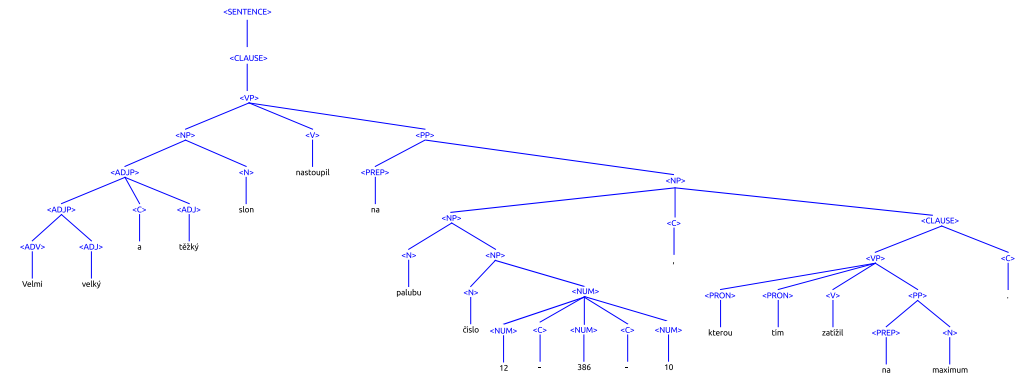 <SENTENCE>
<CLAUSE>
<VP>
<NP> <V> <PP>
<ADJP> <N> nastoupil <PREP> <NP>
<ADJP> <C> <ADJ> slon na <NP> <C> <CLAUSE>
<ADV> <ADJ> a těžký <N> <NP> , <VP> <C>
Velmi velký palubu <N> <NUM> <PRON> <PRON> <V> <PP> .
číslo <NUM> <C> <NUM> <C> <NUM> kterou tím zatížil <PREP> <N>
12 - 386 - 10 na maximum